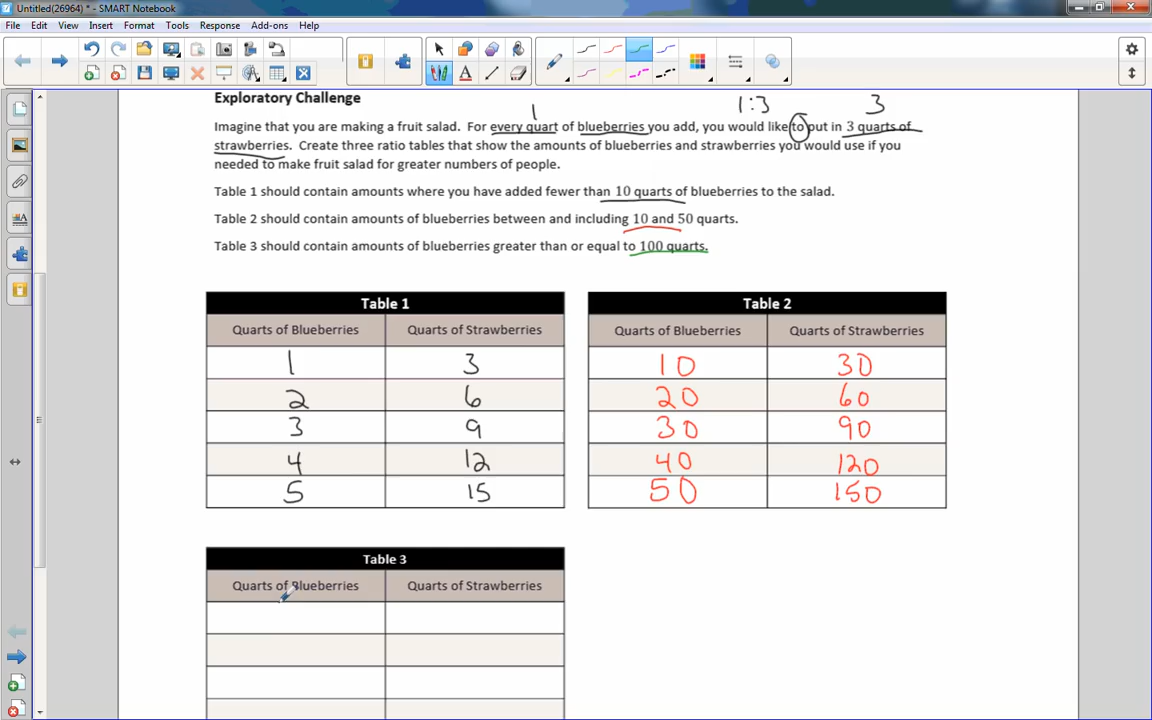 Untitled(26964) * - SMART Notebook
File Edit View Insert Format Tools Response Add-ons Help
Exploratory Challenge
1 1:3 3
Imagine that you are making a fruit salad. For every quart of blueberries you add, you would like to put in 3 quarts of
strawberries. Create three ratio tables that show the amounts of blueberries and strawberries you would use if you
needed to make fruit salad for greater numbers of people.
Table 1 should contain amounts where you have added fewer than 10 quarts of blueberries to the salad.
Table 2 should contain amounts of blueberries between and including 10 and 50 quarts.
Table 3 should contain amounts of blueberries greater than or equal to 100 quarts.
Table 1
Quarts of Blueberries Quarts of Strawberries
1 3
2 6
3 9
4 12
5 15
Table 2
Quarts of Blueberries Quarts of Strawberries
10 30
20 60
30 90
40 120
50 150
Table 3
Quarts of Blueberries Quarts of Strawberries